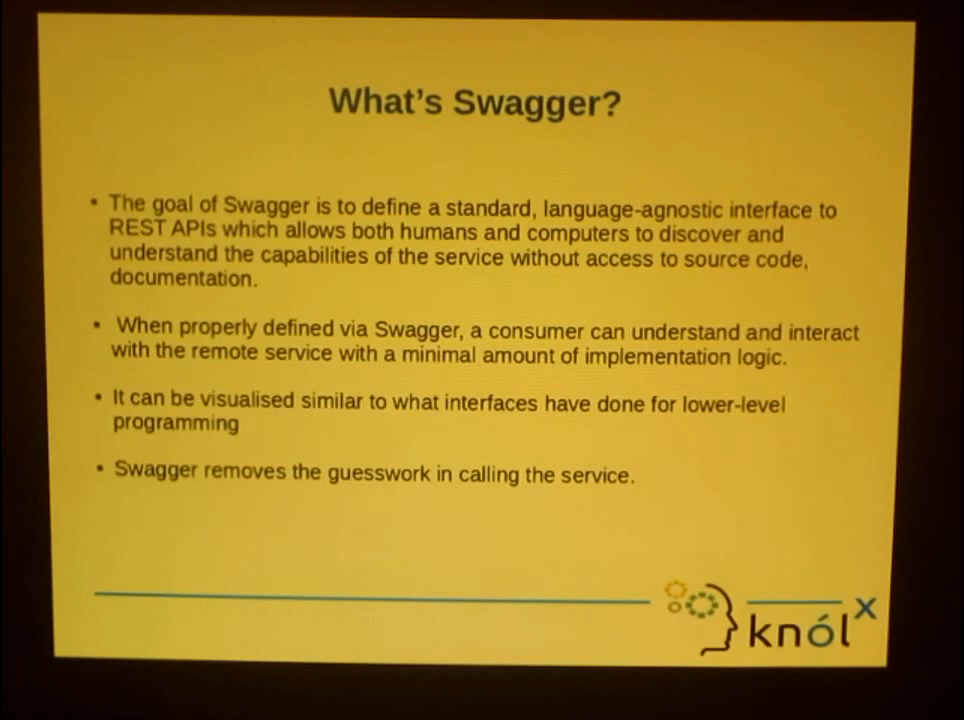 What's Swagger?
• The goal of Swagger is to define a standard, language-agnostic interface to
REST APIs which allows both humans and computers to discover and
understand the capabilities of the service without access to source code,
documentation.
• When properly defined via Swagger, a consumer can understand and interact
with the remote service with a minimal amount of implementation logic.
• It can be visualised similar to what interfaces have done for lower-level
programming
• Swagger removes the guesswork in calling the service.
knól x